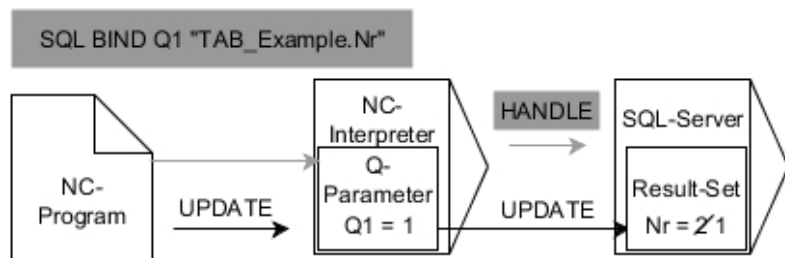 SQL BIND Q1 "TAB_Example.Nr"
NC-
Program
UPDATE
NC-
Interpreter
Q-
Parameter
Q1 = 1
HANDLE
UPDATE
SQL-Server
Result-Set
Nr = 2 1